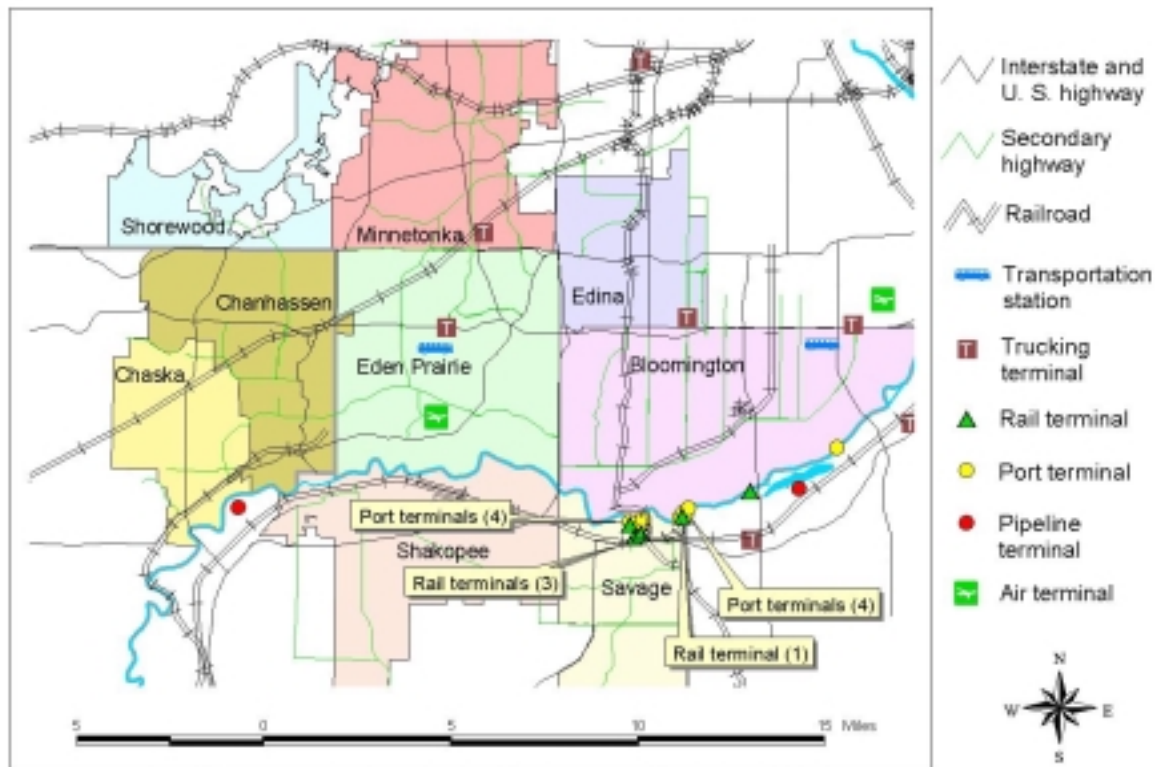 Shorewood
Minnetonka
T
T
Chanhassen
Edina
T
T
T
Chaska
Eden Prairie
Bloomington
T
Port terminals (4)
Shakopee
T
Rail terminals (3)
Savage
Port terminals (4)
Rail terminal (1)
5 0 5 10 15 Miles
Interstate and
U. S. highway
Secondary
highway
Railroad
Transportation
station
T
Trucking
terminal
Rail terminal
Port terminal
Pipeline
terminal
Air terminal
N
W E
S